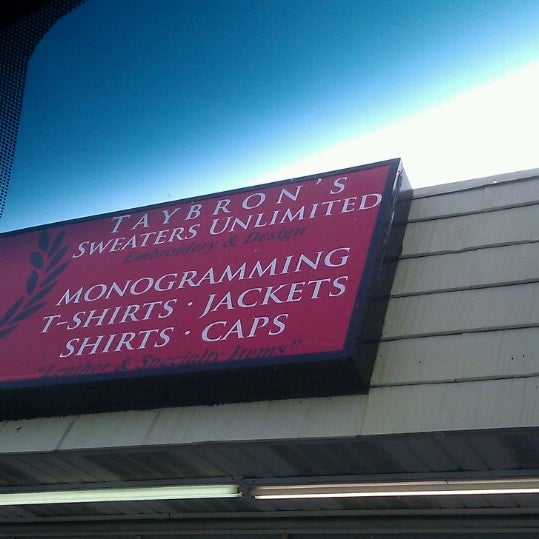 TAYBRON'S
SWEATERS UNLIMITED
Embroidery & Design
MONOGRAMMING
T-SHIRTS · JACKETS
SHIRTS · CAPS
"Leather & Specialty Items"